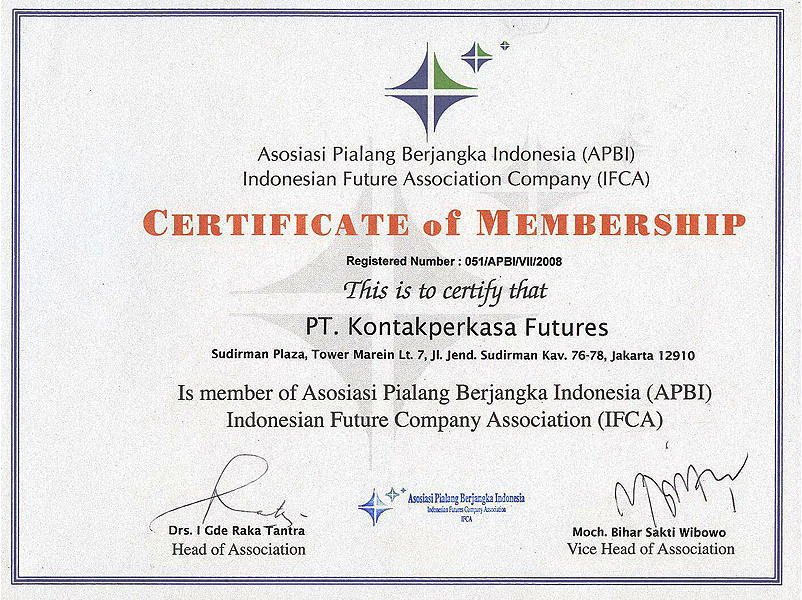 Asosiasi Pialang Berjangka Indonesia (APBI)
Indonesian Future Association Company (IFCA)
CERTIFICATE of MEMBERSHIP
Registered Number : 051/APBI/VII/2008
This is to certify that
PT. Kontakperkasa Futures
Sudirman Plaza, Tower Marein Lt. 7, Jl. Jend. Sudirman Kav. 76-78, Jakarta 12910
Is member of Asosiasi Pialang Berjangka Indonesia (APBI)
Indonesian Future Company Association (IFCA)
Asosiasi Pialang Berjangka Indonesia
Indonesian Futures Company Association
IFCA
Drs. I Gde Raka Tantra
Head of Association
Moch. Bihar Sakti Wibowo
Vice Head of Association